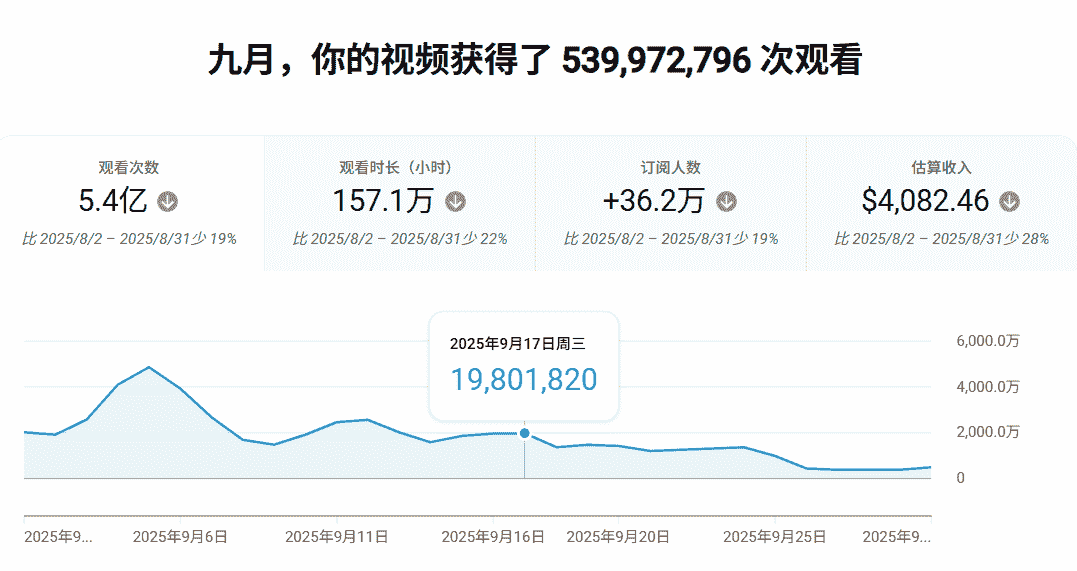 九月，你的视频获得了 539,972,796 次观看
观看次数
5.4亿
比 2025/8/2 – 2025/8/31少 19%
观看时长（小时）
157.1万
比 2025/8/2 – 2025/8/31少 22%
订阅人数
+36.2万
比 2025/8/2 – 2025/8/31少 19%
估算收入
$4,082.46
比 2025/8/2 – 2025/8/31少 28%
2025年9月17日周三
19,801,820
6,000.0万
4,000.0万
2,000.0万
0
2025年9... 2025年9月6日 2025年9月11日 2025年9月16日 2025年9月20日 2025年9月25日 2025年9...